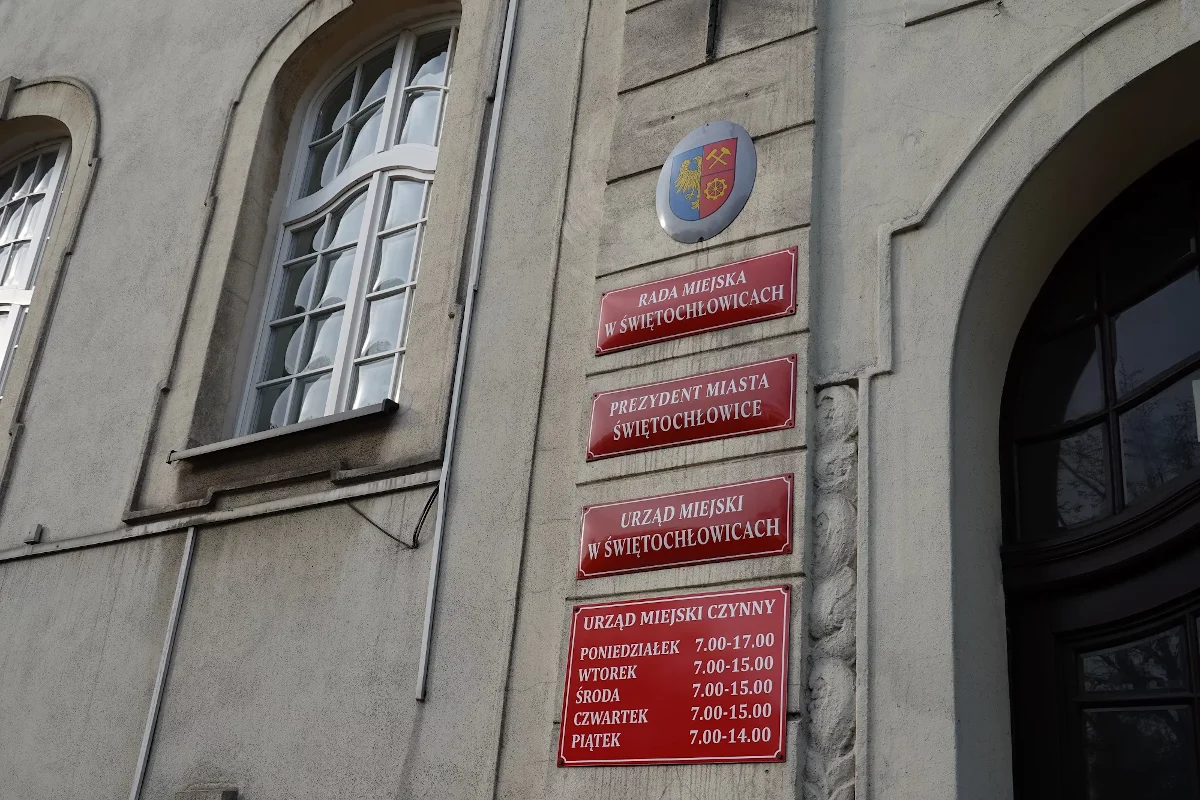 RADA MIEJSKA
W ŚWIĘTOCHŁOWICACH
PREZYDENT MIASTA
ŚWIĘTOCHŁOWICE
URZĄD MIEJSKI
W ŚWIĘTOCHŁOWICACH
URZĄD MIEJSKI CZYNNY
PONIEDZIAŁEK 7.00-17.00
WTOREK 7.00-15.00
ŚRODA 7.00-15.00
CZWARTEK 7.00-15.00
PIĄTEK 7.00-14.00